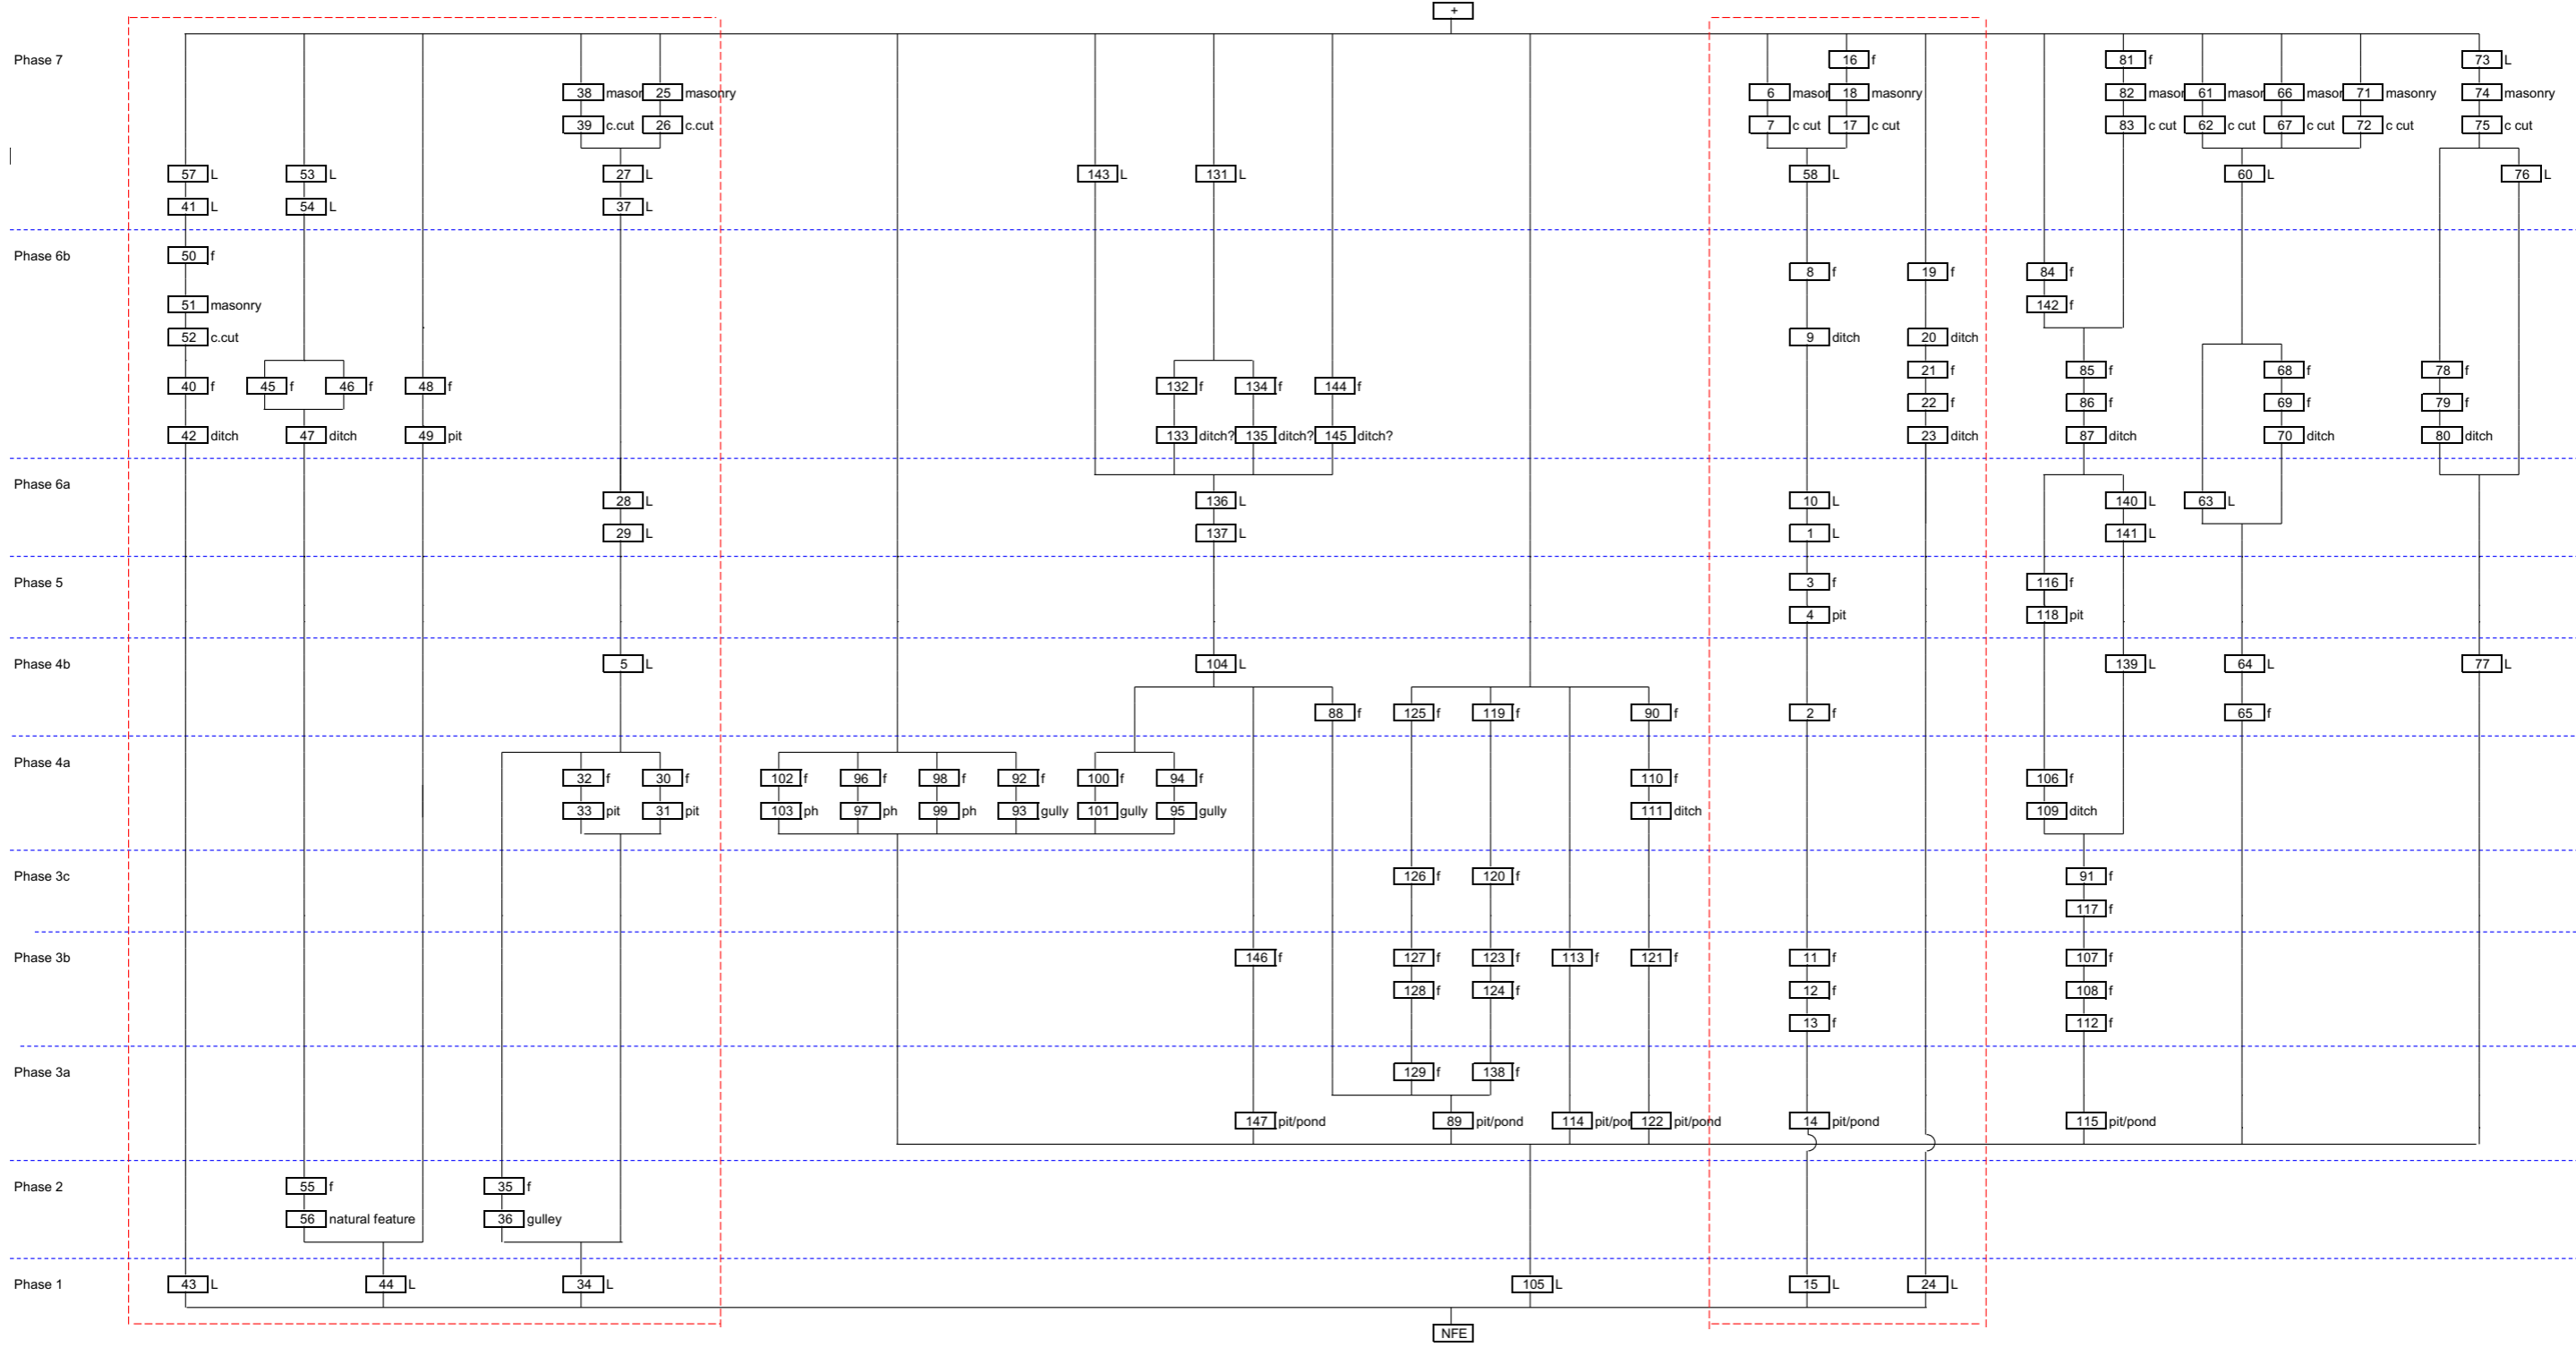 +
Phase 7
16 f
81 f
73 L
38 masor
25 masonry
6 masor
18 masonry
82 masor
61 masor
66 masor
71 masonry
74 masonry
39 c.cut
26 c.cut
7 c cut
17 c cut
83 c cut
62 c cut
67 c cut
72 c cut
75 c cut
57 L
53 L
27 L
143 L
131 L
58 L
60 L
76 L
41 L
54 L
37 L
Phase 6b
50 f
8 f
19 f
84 f
51 masonry
142 f
52 c.cut
9 ditch
20 ditch
21 f
85 f
68 f
78 f
40 f
45 f
46 f
48 f
132 f
134 f
144 f
22 f
86 f
69 f
79 f
42 ditch
47 ditch
49 pit
133 ditch?
135 ditch?
145 ditch?
23 ditch
87 ditch
70 ditch
80 ditch
Phase 6a
28 L
136 L
10 L
140 L
63 L
29 L
137 L
1 L
141 L
Phase 5
3 f
116 f
4 pit
118 pit
Phase 4b
5 L
104 L
139 L
64 L
77 L
88 f
125 f
119 f
90 f
2 f
65 f
Phase 4a
32 f
30 f
102 f
96 f
98 f
92 f
100 f
94 f
110 f
106 f
33 pit
31 pit
103 ph
97 ph
99 ph
93 gully
101 gully
95 gully
111 ditch
109 ditch
Phase 3c
126 f
120 f
91 f
117 f
Phase 3b
146 f
127 f
123 f
113 f
121 f
11 f
107 f
128 f
124 f
12 f
108 f
13 f
112 f
Phase 3a
129 f
138 f
147 pit/pond
89 pit/pond
114 pit/por
122 pit/pond
14 pit/pond
115 pit/pond
Phase 2
55 f
35 f
56 natural feature
36 gulley
Phase 1
43 L
44 L
34 L
105 L
15 L
24 L
NFE